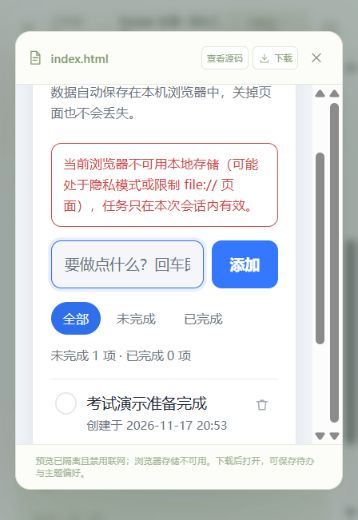 index.html
查看源码
下载
数据自动保存在本机浏览器中，关掉页
面也不会丢失。
当前浏览器不可用本地存储（可能
处于隐私模式或限制 file:// 页
面），任务只在本次会话内有效。
要做点什么？回车
添加
全部
未完成
已完成
未完成 1 项 · 已完成 0 项
考试演示准备完成
创建于 2026-11-17 20:53
预览已隔离且禁用联网；浏览器存储不可用。下载后打开，可保存待办
与主题偏好。